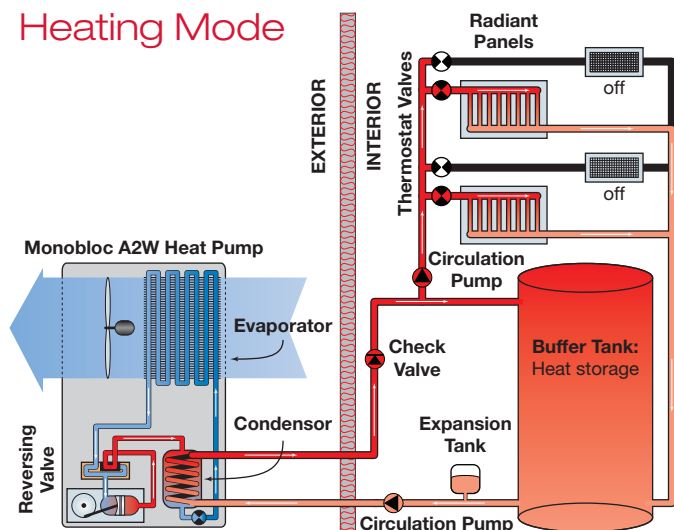 Heating Mode
Radiant
Panels
off
Thermostat Valves
EXTERIOR
INTERIOR
off
Monobloc A2W Heat Pump
Circulation
Pump
Evaporator
Check
Valve
Buffer Tank:
Heat storage
Condensor
Expansion
Tank
Reversing
Valve
Circulation Pump